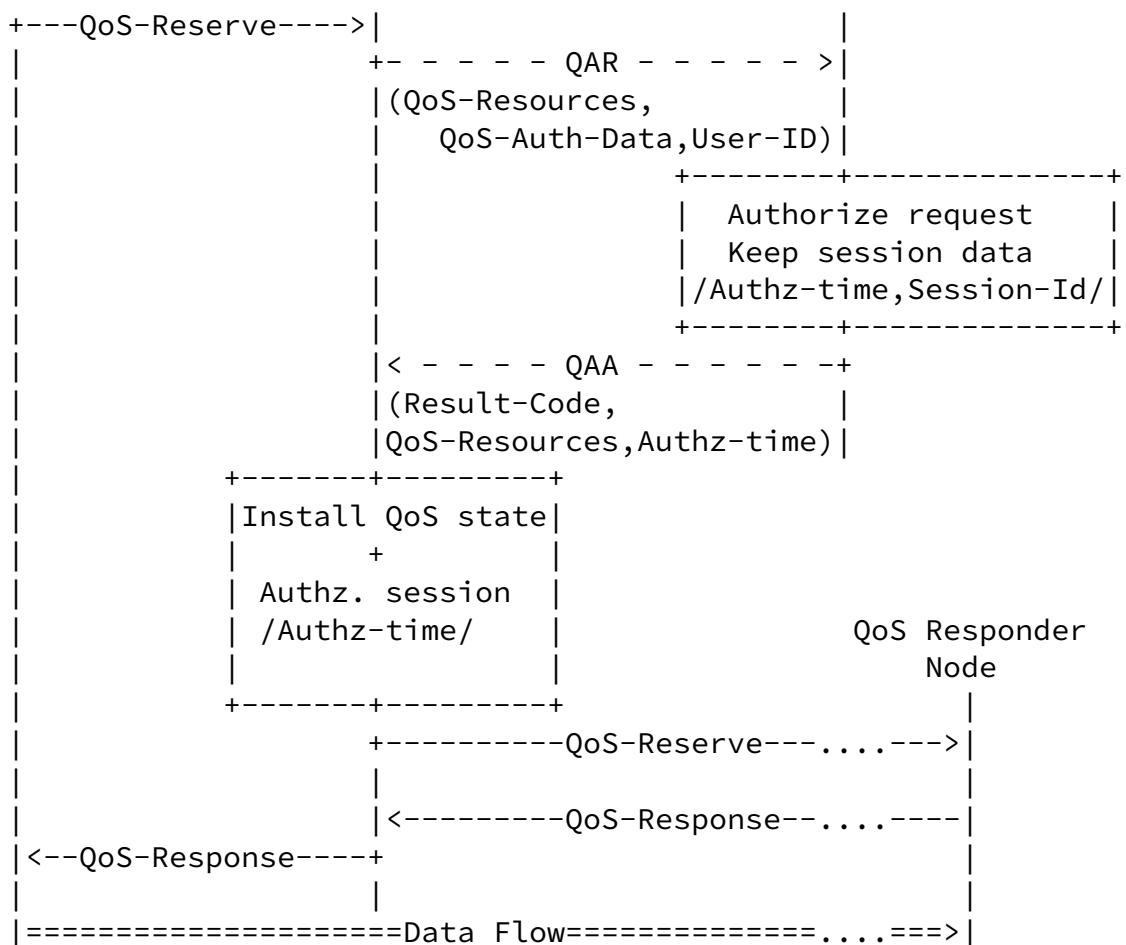 +---QoS-Reserve---->|                         |
|                   +- - - - - QAR - - - - - >|
|                   |(QoS-Resources,          |
|                   |   QoS-Auth-Data,User-ID)|
|                   |                +--------+--------------+
|                   |                |  Authorize request    |
|                   |                |  Keep session data    |
|                   |                |/Authz-time,Session-Id/|
|                   |                +--------+--------------+
|                   |< - - - - QAA - - - - - -+
|                   |(Result-Code,            |
|                   |QoS-Resources,Authz-time)|
|           +-------+---------+
|           |Install QoS state|
|           |       +         |
|           | Authz. session  |
|           | /Authz-time/    |                QoS Responder
|           |                 |                    Node
|           +-------+---------+                      |
|                   +----------QoS-Reserve---....--->|
|                   |                                |
|                   |<---------QoS-Response--....----|
|<--QoS-Response----+                                |
|                   |                                |
|=====================Data Flow==============....===>|